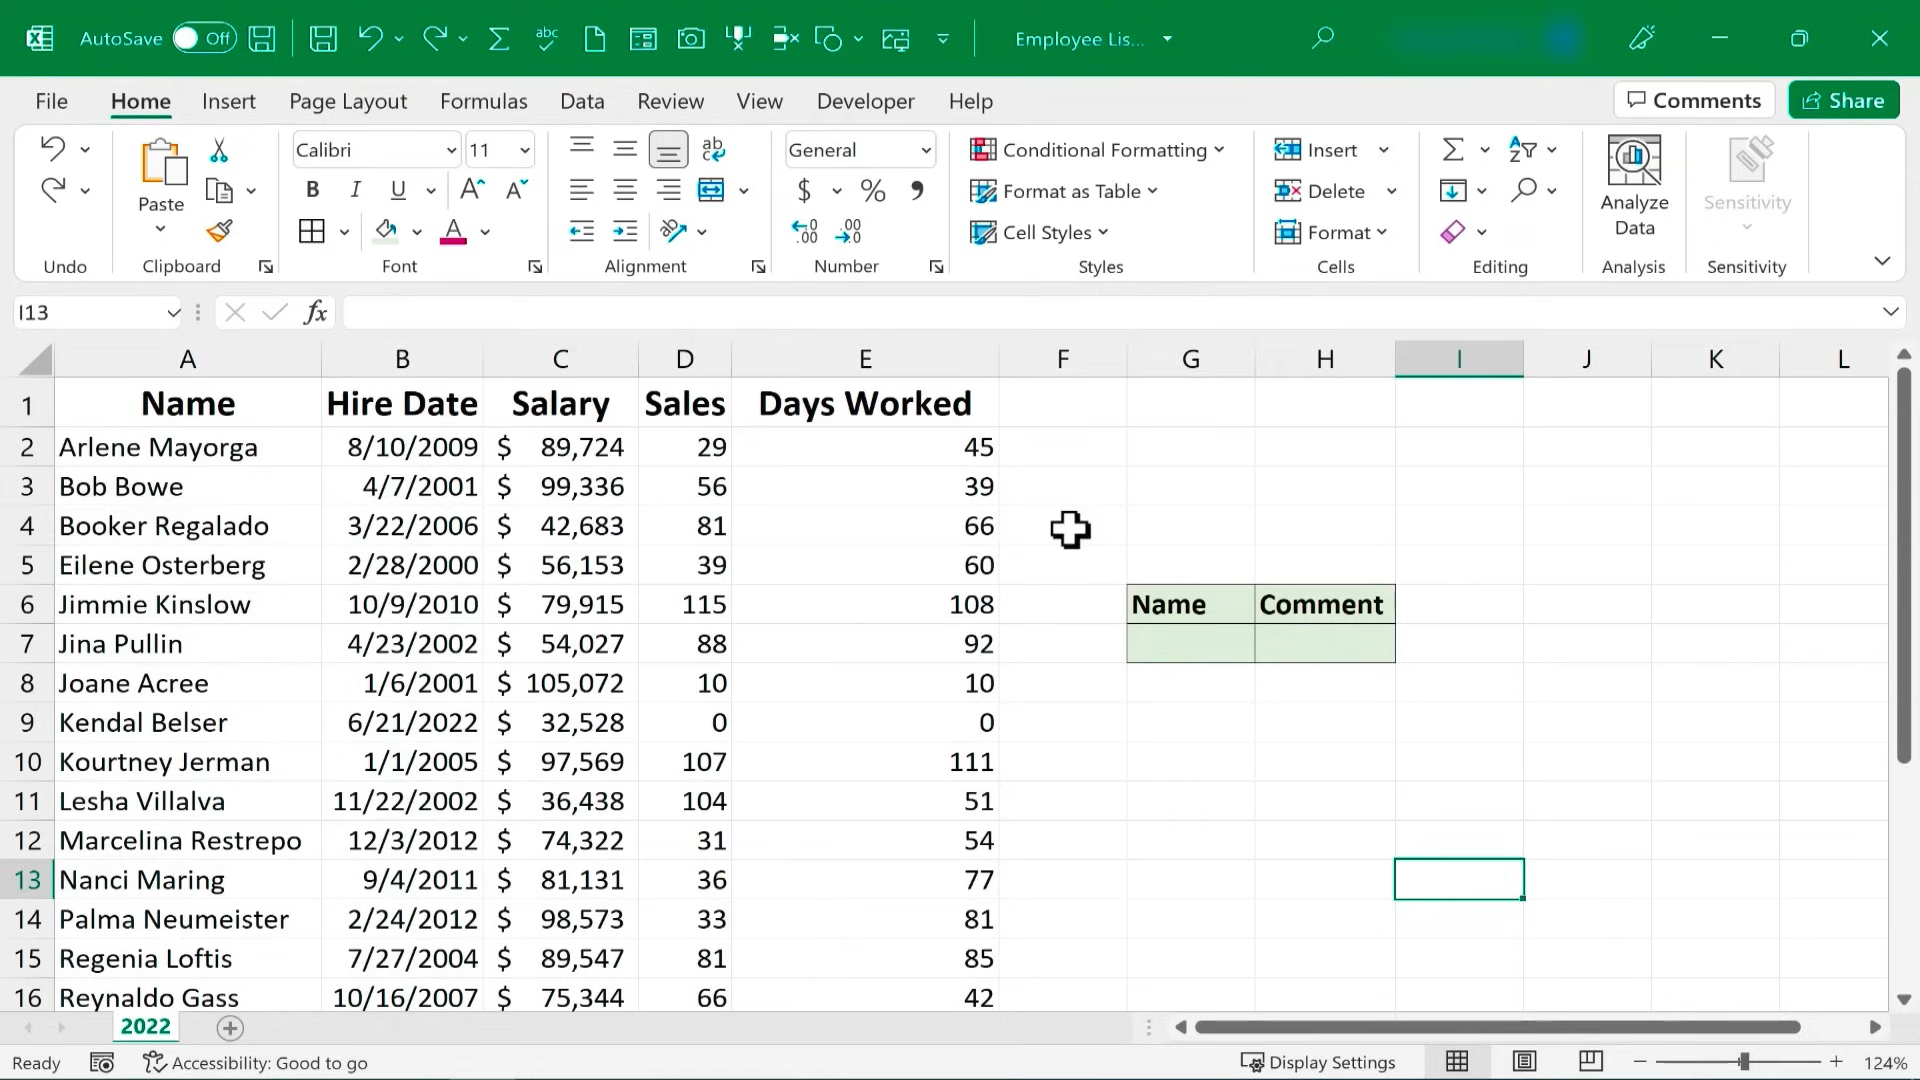 AutoSave Off abc Employee Lis...
File Home Insert Page Layout Formulas Data Review View Developer Help Comments Share
Calibri 11 ab General Conditional Formatting Insert
Paste B I U A A $ % Format as Table Delete Analyze Data Sensitivity
A .00 .00 Cell Styles Format
Undo Clipboard Font Alignment Number Styles Cells Editing Analysis Sensitivity
I13 fx
A B C D E F G H I J K L
1 Name Hire Date Salary Sales Days Worked
2 Arlene Mayorga 8/10/2009 $ 89,724 29 45
3 Bob Bowe 4/7/2001 $ 99,336 56 39
4 Booker Regalado 3/22/2006 $ 42,683 81 66
5 Eilene Osterberg 2/28/2000 $ 56,153 39 60
6 Jimmie Kinslow 10/9/2010 $ 79,915 115 108 Name Comment
7 Jina Pullin 4/23/2002 $ 54,027 88 92
8 Joane Acree 1/6/2001 $ 105,072 10 10
9 Kendal Belser 6/21/2022 $ 32,528 0 0
10 Kourtney Jerman 1/1/2005 $ 97,569 107 111
11 Lesha Villalva 11/22/2002 $ 36,438 104 51
12 Marcelina Restrepo 12/3/2012 $ 74,322 31 54
13 Nanci Maring 9/4/2011 $ 81,131 36 77
14 Palma Neumeister 2/24/2012 $ 98,573 33 81
15 Regenia Loftis 7/27/2004 $ 89,547 81 85
16 Reynaldo Gass 10/16/2007 $ 75,344 66 42
2022
Ready Accessibility: Good to go Display Settings 124%